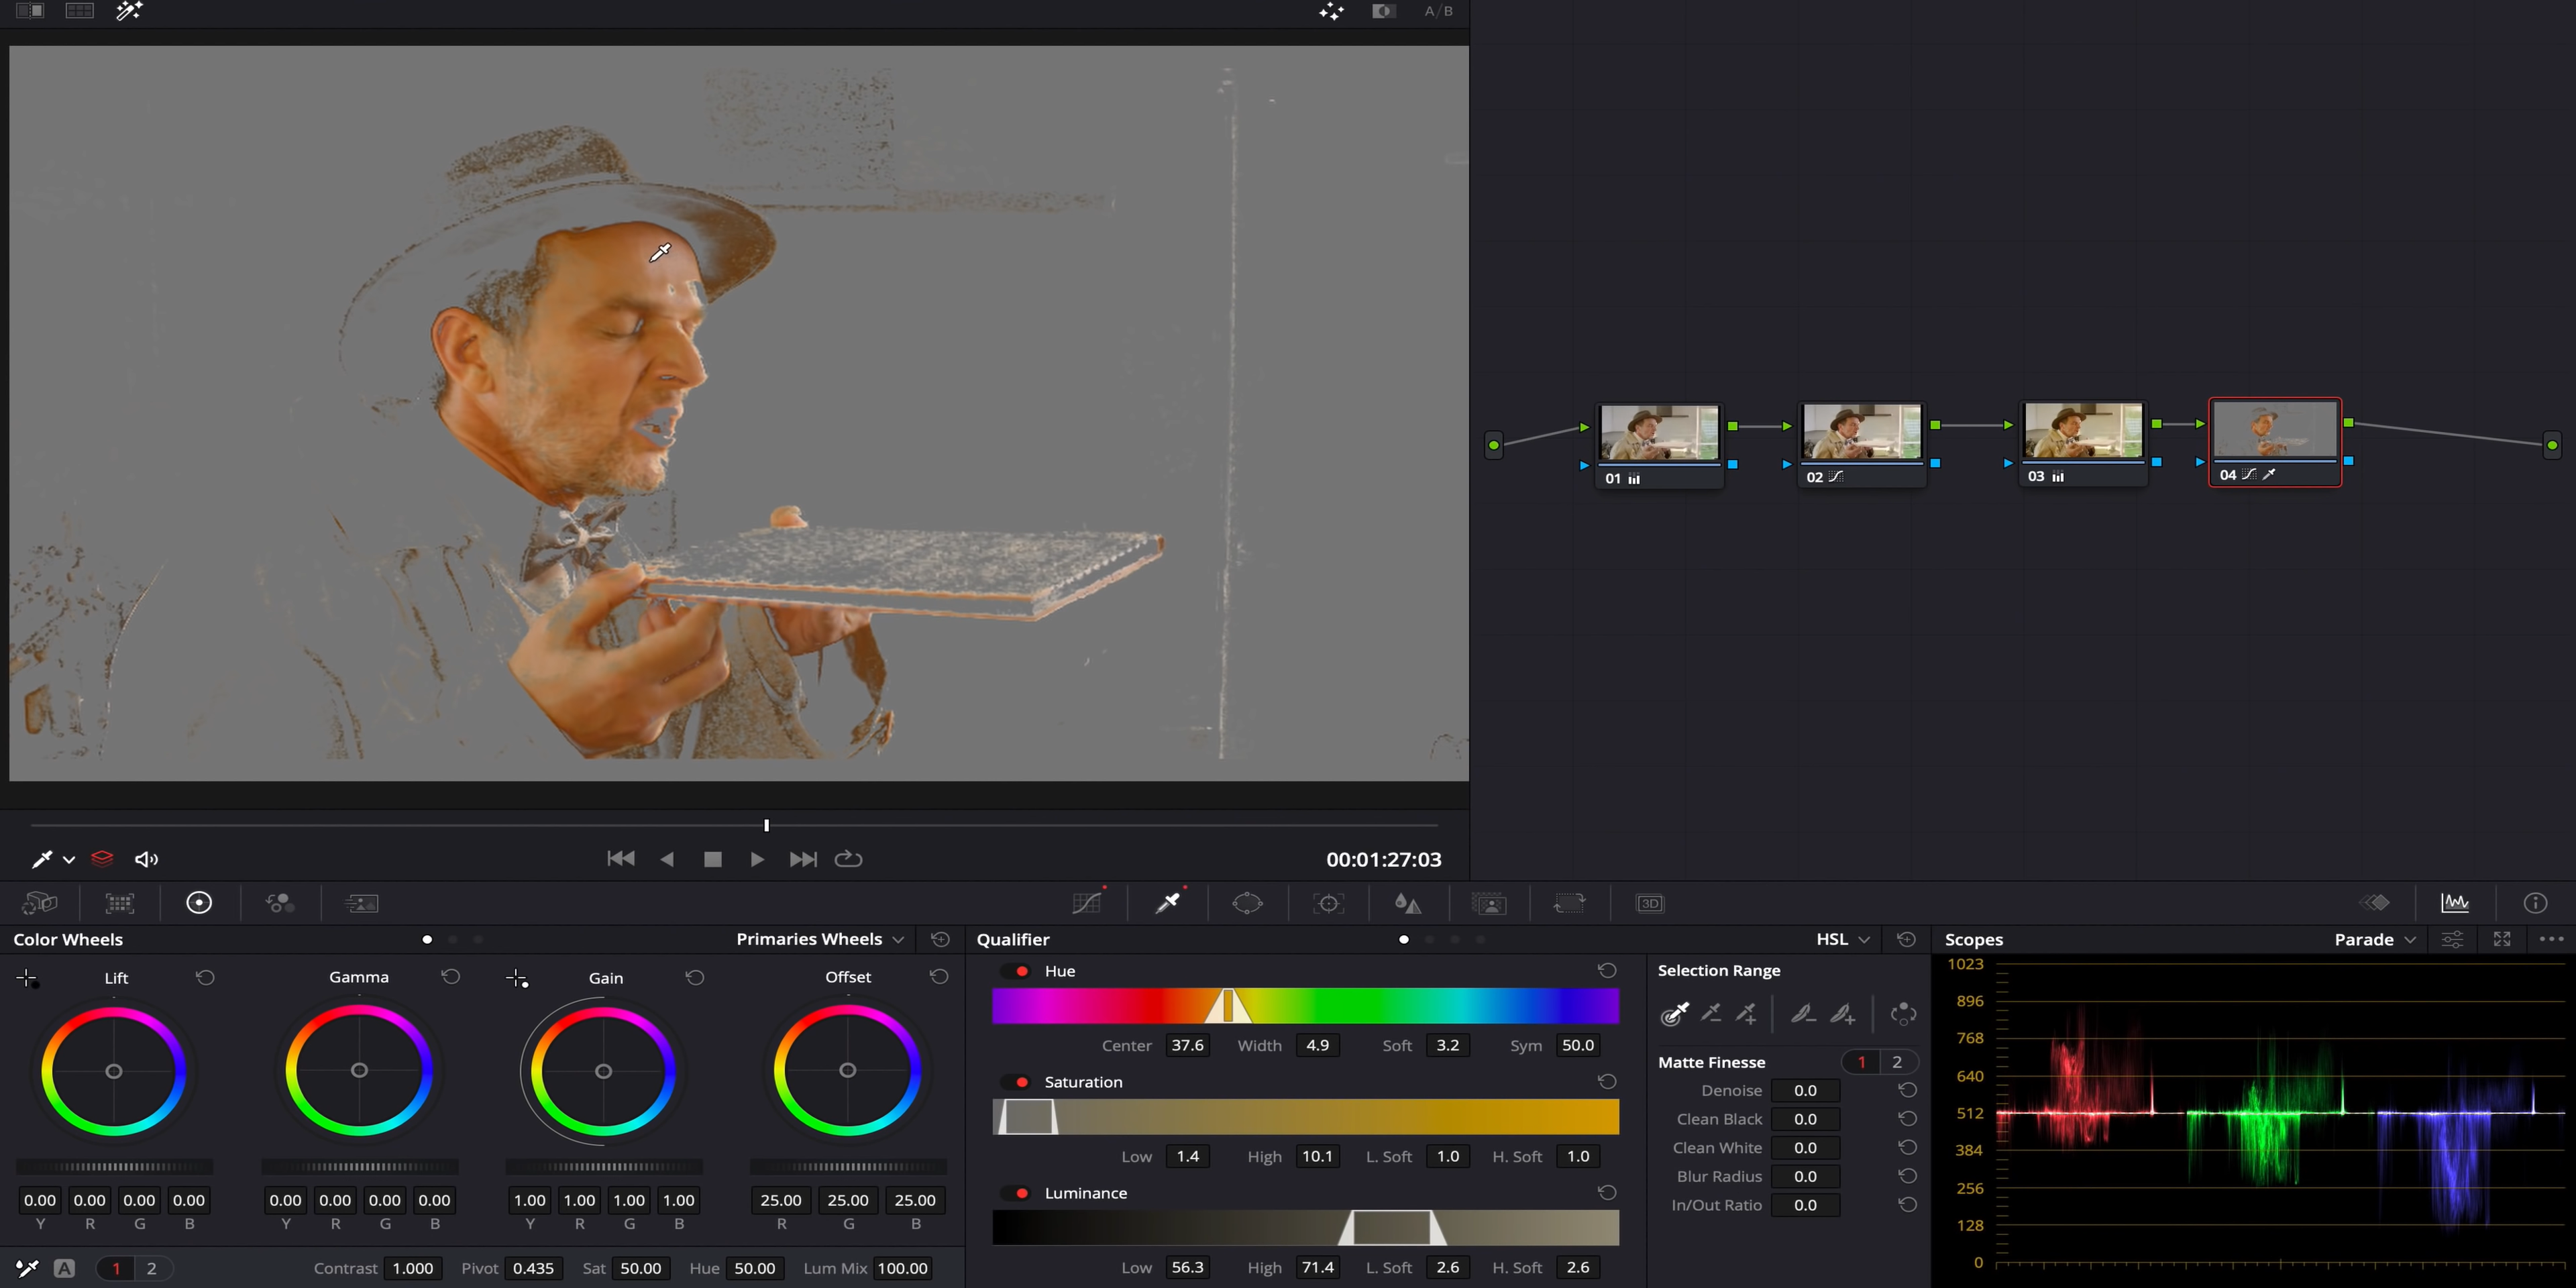 A/B
01
02
03
04
00:01:27:03
3D
Color Wheels
Primaries Wheels
Qualifier
HSL
Scopes
Parade
Lift
Gamma
Gain
Offset
Hue
Selection Range
1023
896
768
640
512
384
256
128
0
Center 37.6 Width 4.9 Soft 3.2 Sym 50.0
Matte Finesse 1 2
Saturation
Denoise 0.0
Clean Black 0.0
Clean White 0.0
Low 1.4 High 10.1 L. Soft 1.0 H. Soft 1.0
Blur Radius 0.0
Luminance
In/Out Ratio 0.0
0.00 0.00 0.00 0.00
Y R G B
0.00 0.00 0.00 0.00
Y R G B
1.00 1.00 1.00 1.00
Y R G B
25.00 25.00 25.00
R G B
A 1 2 Contrast 1.000 Pivot 0.435 Sat 50.00 Hue 50.00 Lum Mix 100.00
Low 56.3 High 71.4 L. Soft 2.6 H. Soft 2.6